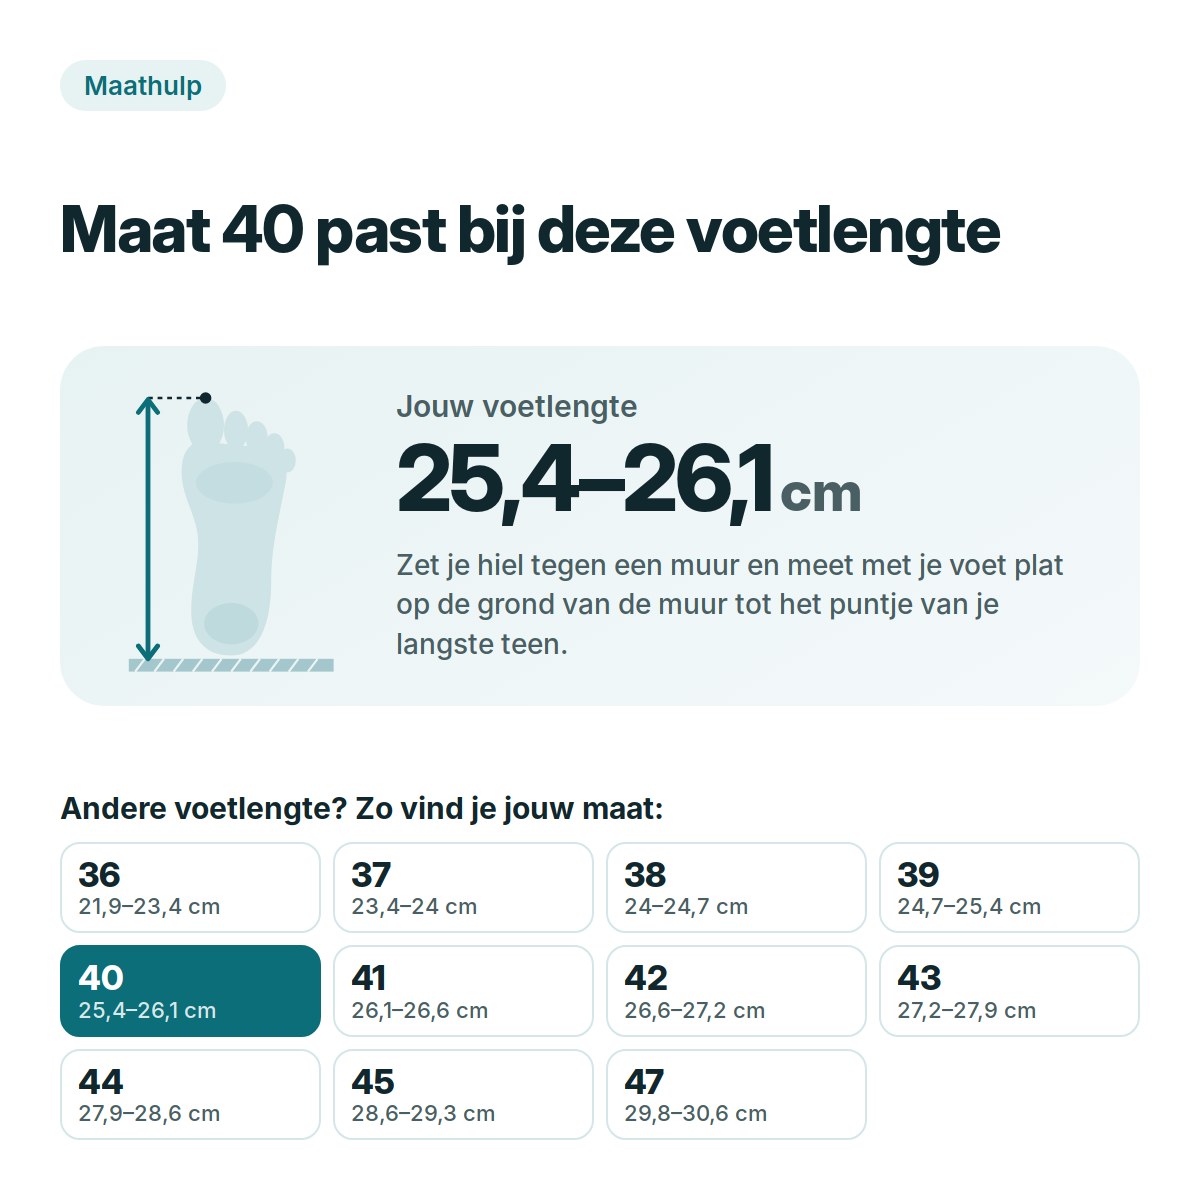 Maathulp
Maat 40 past bij deze voetlengte
Jouw voetlengte
25,4–26,1 cm
Zet je hiel tegen een muur en meet met je voet plat
op de grond van de muur tot het puntje van je
langste teen.
Andere voetlengte? Zo vind je jouw maat:
36
21,9–23,4 cm
37
23,4–24 cm
38
24–24,7 cm
39
24,7–25,4 cm
40
25,4–26,1 cm
41
26,1–26,6 cm
42
26,6–27,2 cm
43
27,2–27,9 cm
44
27,9–28,6 cm
45
28,6–29,3 cm
47
29,8–30,6 cm